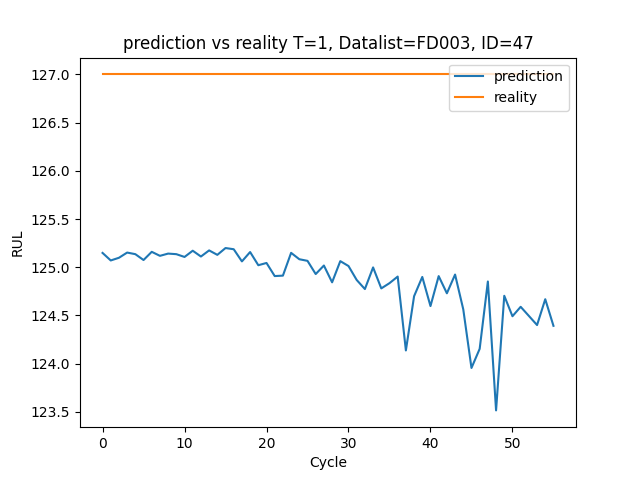 prediction vs reality T=1, Datalist=FD003, ID=47
127.0
126.5
126.0
125.5
125.0
124.5
124.0
123.5
RUL
prediction
reality
0 10 20 30 40 50
Cycle